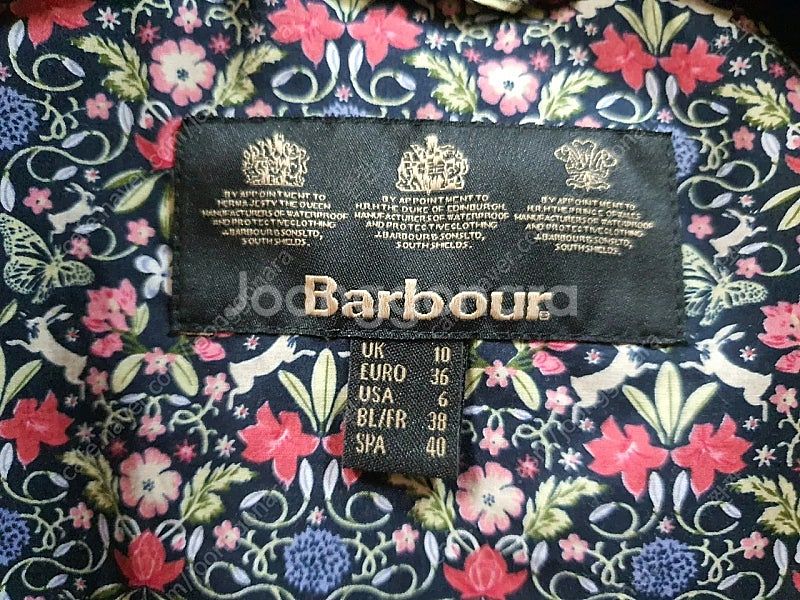 BY APPOINTMENT TO
HER MAJESTY THE QUEEN
MANUFACTURERS OF WATERPROOF
AND PROTECTIVE CLOTHING
J.BARBOUR & SONS LTD,
SOUTH SHIELDS.
BY APPOINTMENT TO
H.R.H. THE DUKE OF EDINBURGH
MANUFACTURERS OF WATERPROOF
AND PROTECTIVE CLOTHING
J.BARBOUR & SONS LTD,
SOUTH SHIELDS.
BY APPOINTMENT TO
H.R.H. THE PRINCE OF WALES
MANUFACTURERS OF WATERPROOF
AND PROTECTIVE CLOTHING
J.BARBOUR & SONS LTD,
SOUTH SHIELDS.
Joonggonara
Barbour
UK 10
EURO 36
USA 6
BL/FR 38
SPA 40